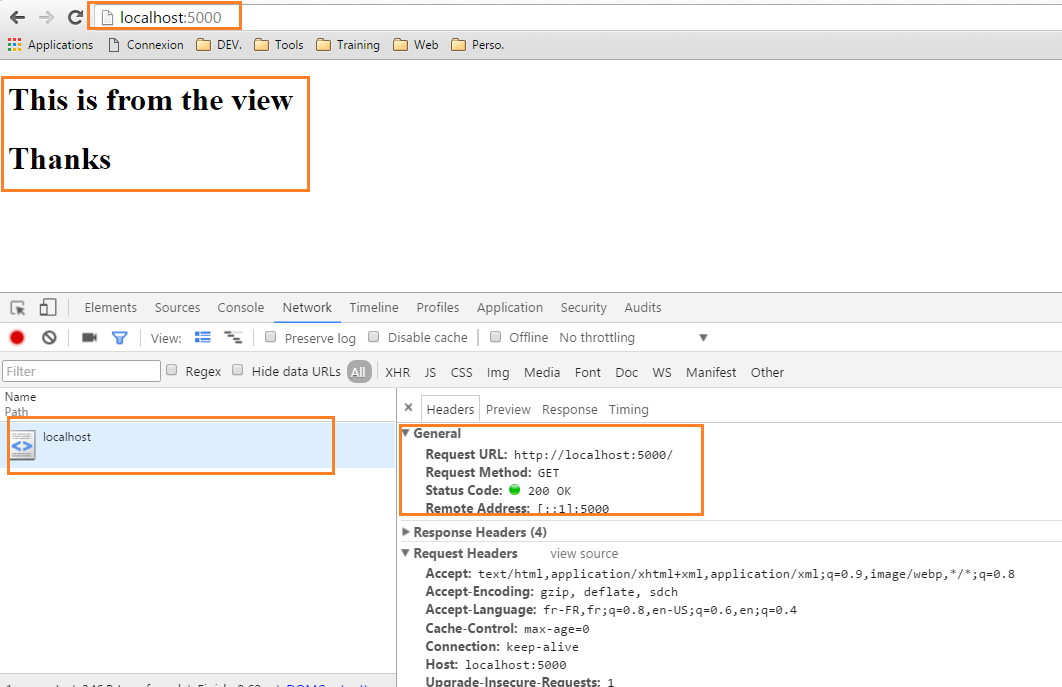 localhost:5000
Applications Connexion DEV. Tools Training Web Perso.
This is from the view
Thanks
Elements Sources Console Network Timeline Profiles Application Security Audits
View: Preserve log Disable cache Offline No throttling
Filter Regex Hide data URLs All XHR JS CSS Img Media Font Doc WS Manifest Other
Name
Path
localhost
× Headers Preview Response Timing
General
Request URL: http://localhost:5000/
Request Method: GET
Status Code: 200 OK
Remote Address: [::1]:5000
Response Headers (4)
Request Headers view source
Accept: text/html,application/xhtml+xml,application/xml;q=0.9,image/webp,*/*;q=0.8
Accept-Encoding: gzip, deflate, sdch
Accept-Language: fr-FR,fr;q=0.8,en-US;q=0.6,en;q=0.4
Cache-Control: max-age=0
Connection: keep-alive
Host: localhost:5000
Upgrade-Insecure-Requests: 1